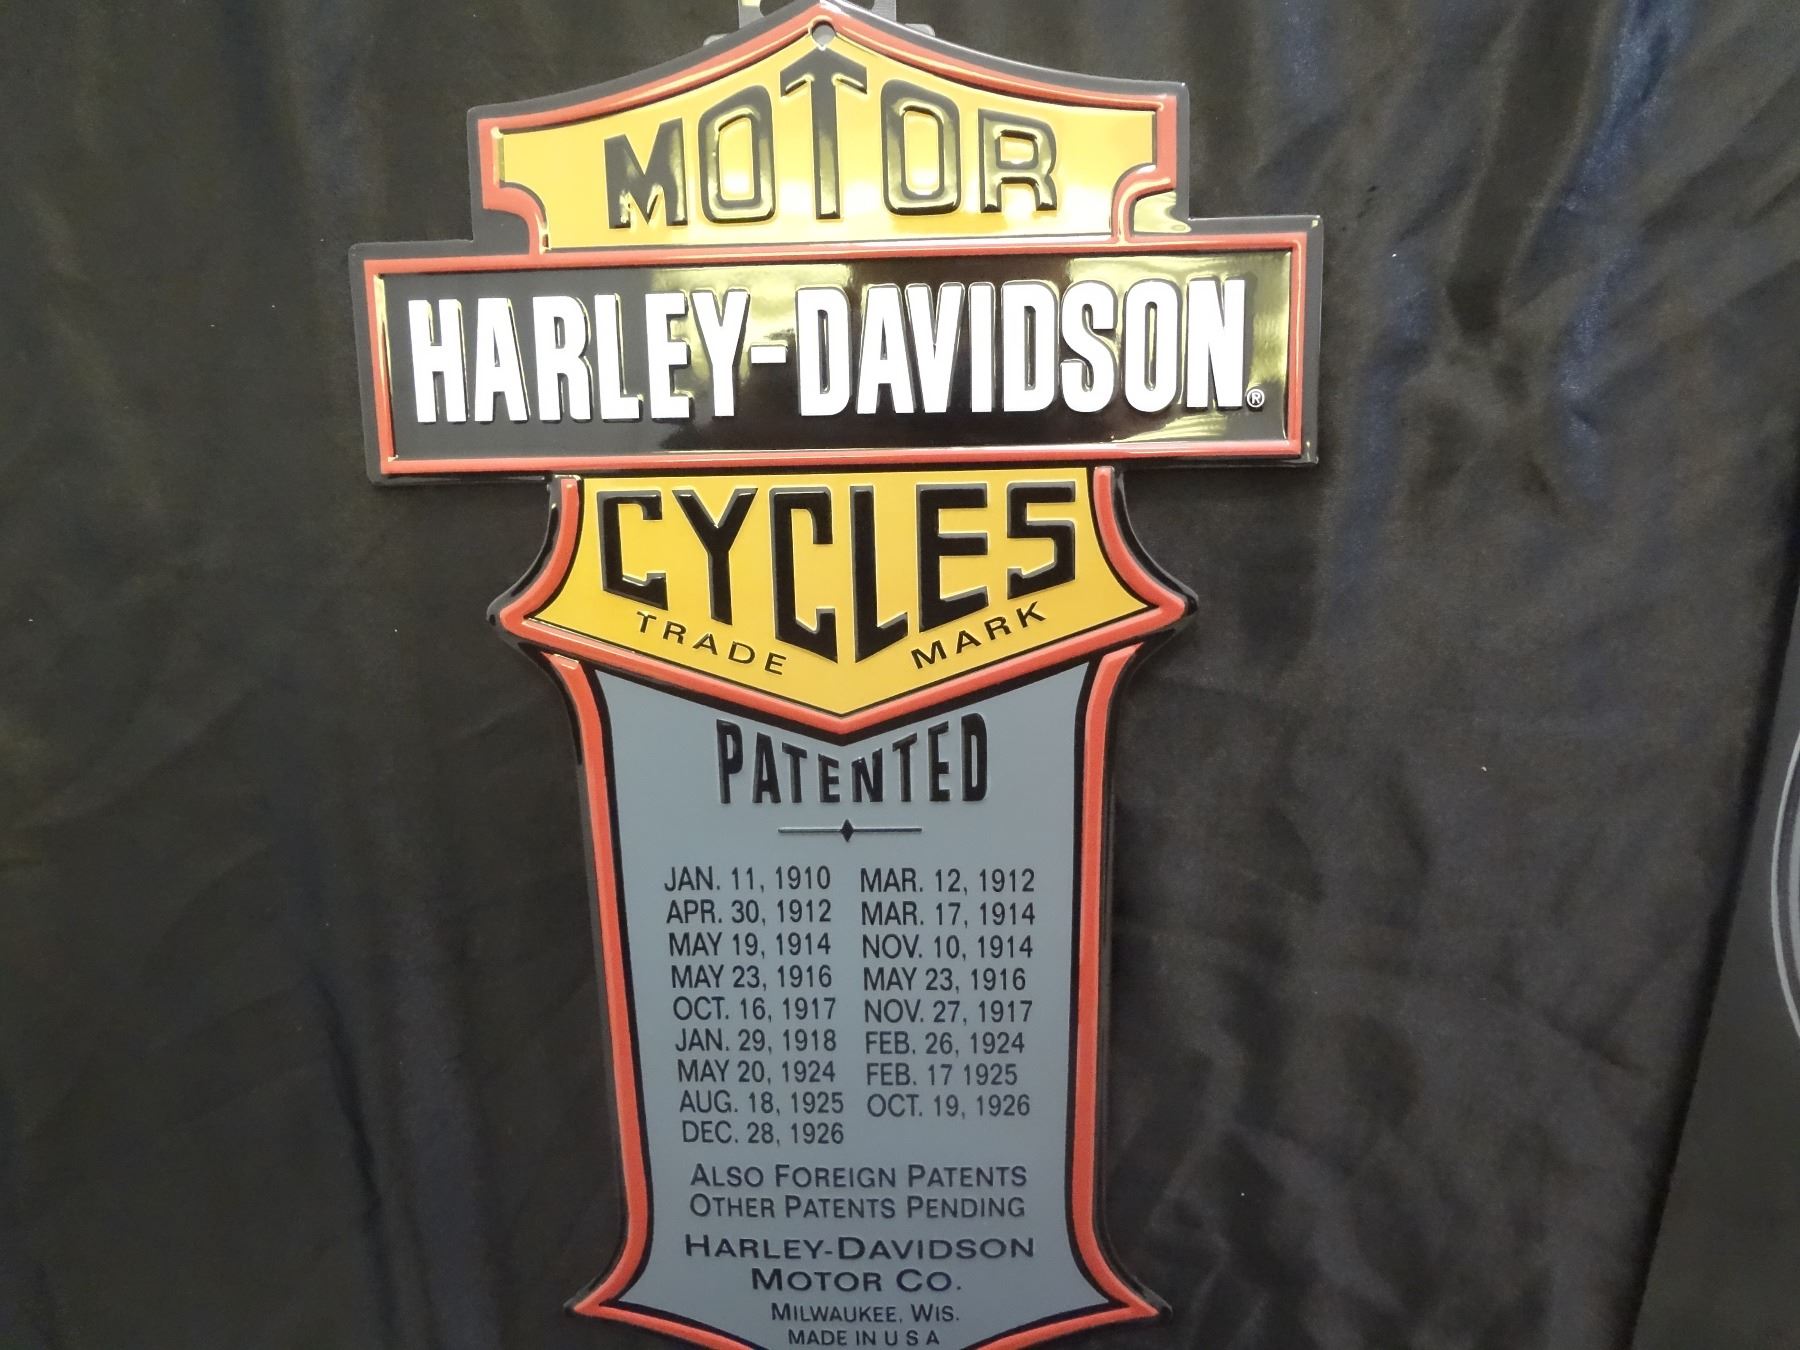 MOTOR
HARLEY-DAVIDSON®
CYCLES
TRADE MARK
PATENTED
JAN. 11, 1910 MAR. 12, 1912
APR. 30, 1912 MAR. 17, 1914
MAY 19, 1914 NOV. 10, 1914
MAY 23, 1916 MAY 23, 1916
OCT. 16, 1917 NOV. 27, 1917
JAN. 29, 1918 FEB. 26, 1924
MAY 20, 1924 FEB. 17 1925
AUG. 18, 1925 OCT. 19, 1926
DEC. 28, 1926
ALSO FOREIGN PATENTS
OTHER PATENTS PENDING
HARLEY-DAVIDSON
MOTOR CO.
MILWAUKEE, WIS.
MADE IN U S A